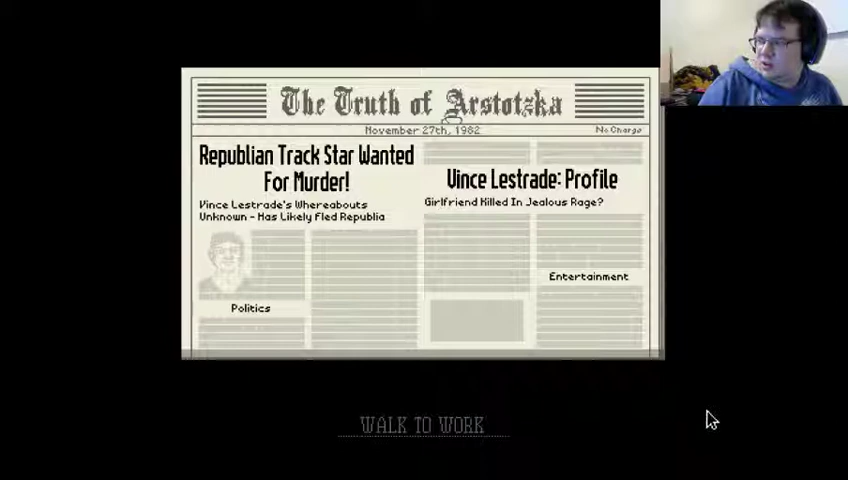 The Truth of Arstotzka
November 27th, 1982
No Charge
Republian Track Star Wanted
For Murder!
Vince Lestrade's Whereabouts
Unknown - Has Likely Fled Republia
Politics
Vince Lestrade: Profile
Girlfriend Killed In Jealous Rage?
Entertainment
WALK TO WORK